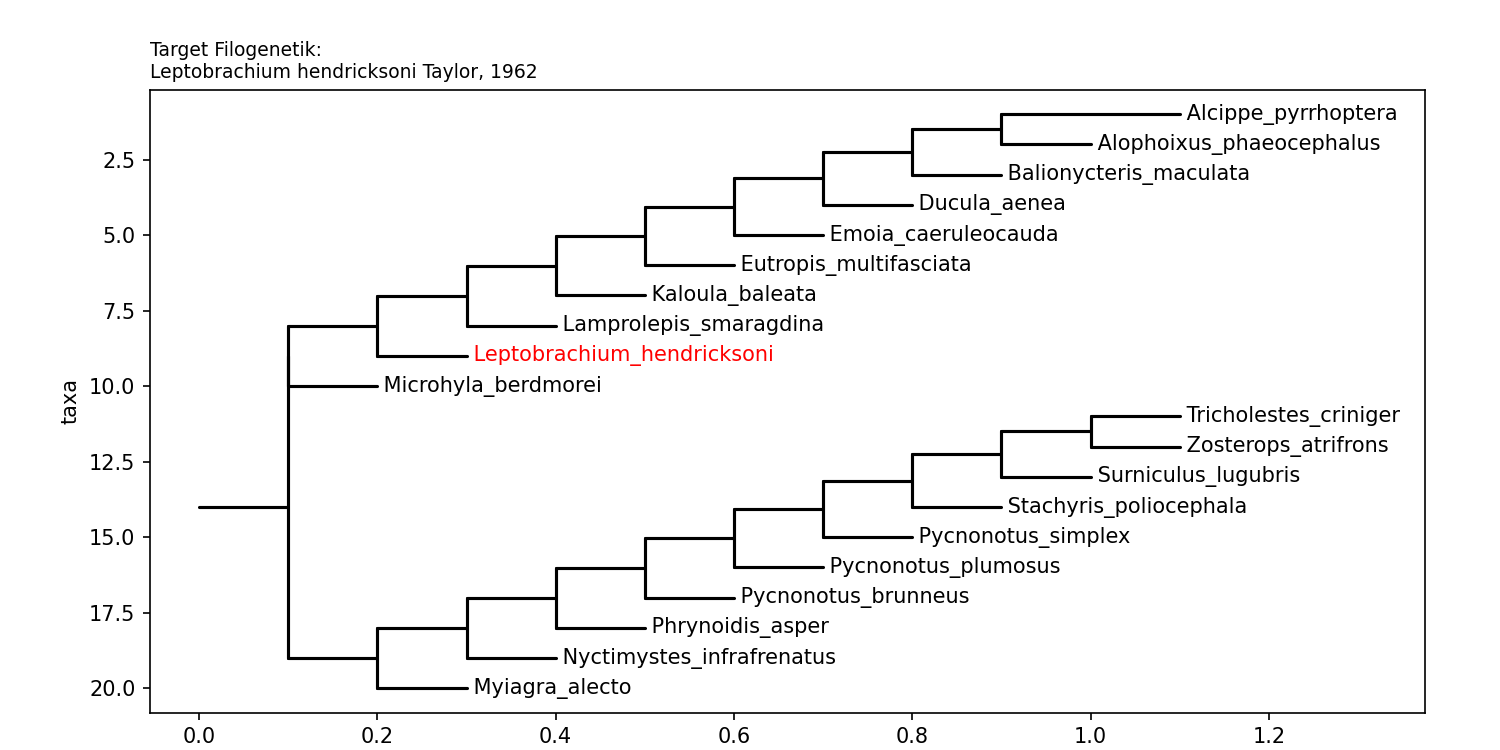 Target Filogenetik:
Leptobrachium hendricksoni Taylor, 1962
Alcippe_pyrrhoptera
Alophoixus_phaeocephalus
2.5
Balionycteris_maculata
Ducula_aenea
5.0
Emoia_caeruleocauda
Eutropis_multifasciata
Kaloula_baleata
7.5
Lamprolepis_smaragdina
Leptobrachium_hendricksoni
10.0
Microhyla_berdmorei
taxa
Tricholestes_criniger
Zosterops_atrifrons
12.5
Surniculus_lugubris
Stachyris_poliocephala
15.0
Pycnonotus_simplex
Pycnonotus_plumosus
Pycnonotus_brunneus
17.5
Phrynoidis_asper
Nyctimystes_infrafrenatus
20.0
Myiagra_alecto
0.0 0.2 0.4 0.6 0.8 1.0 1.2